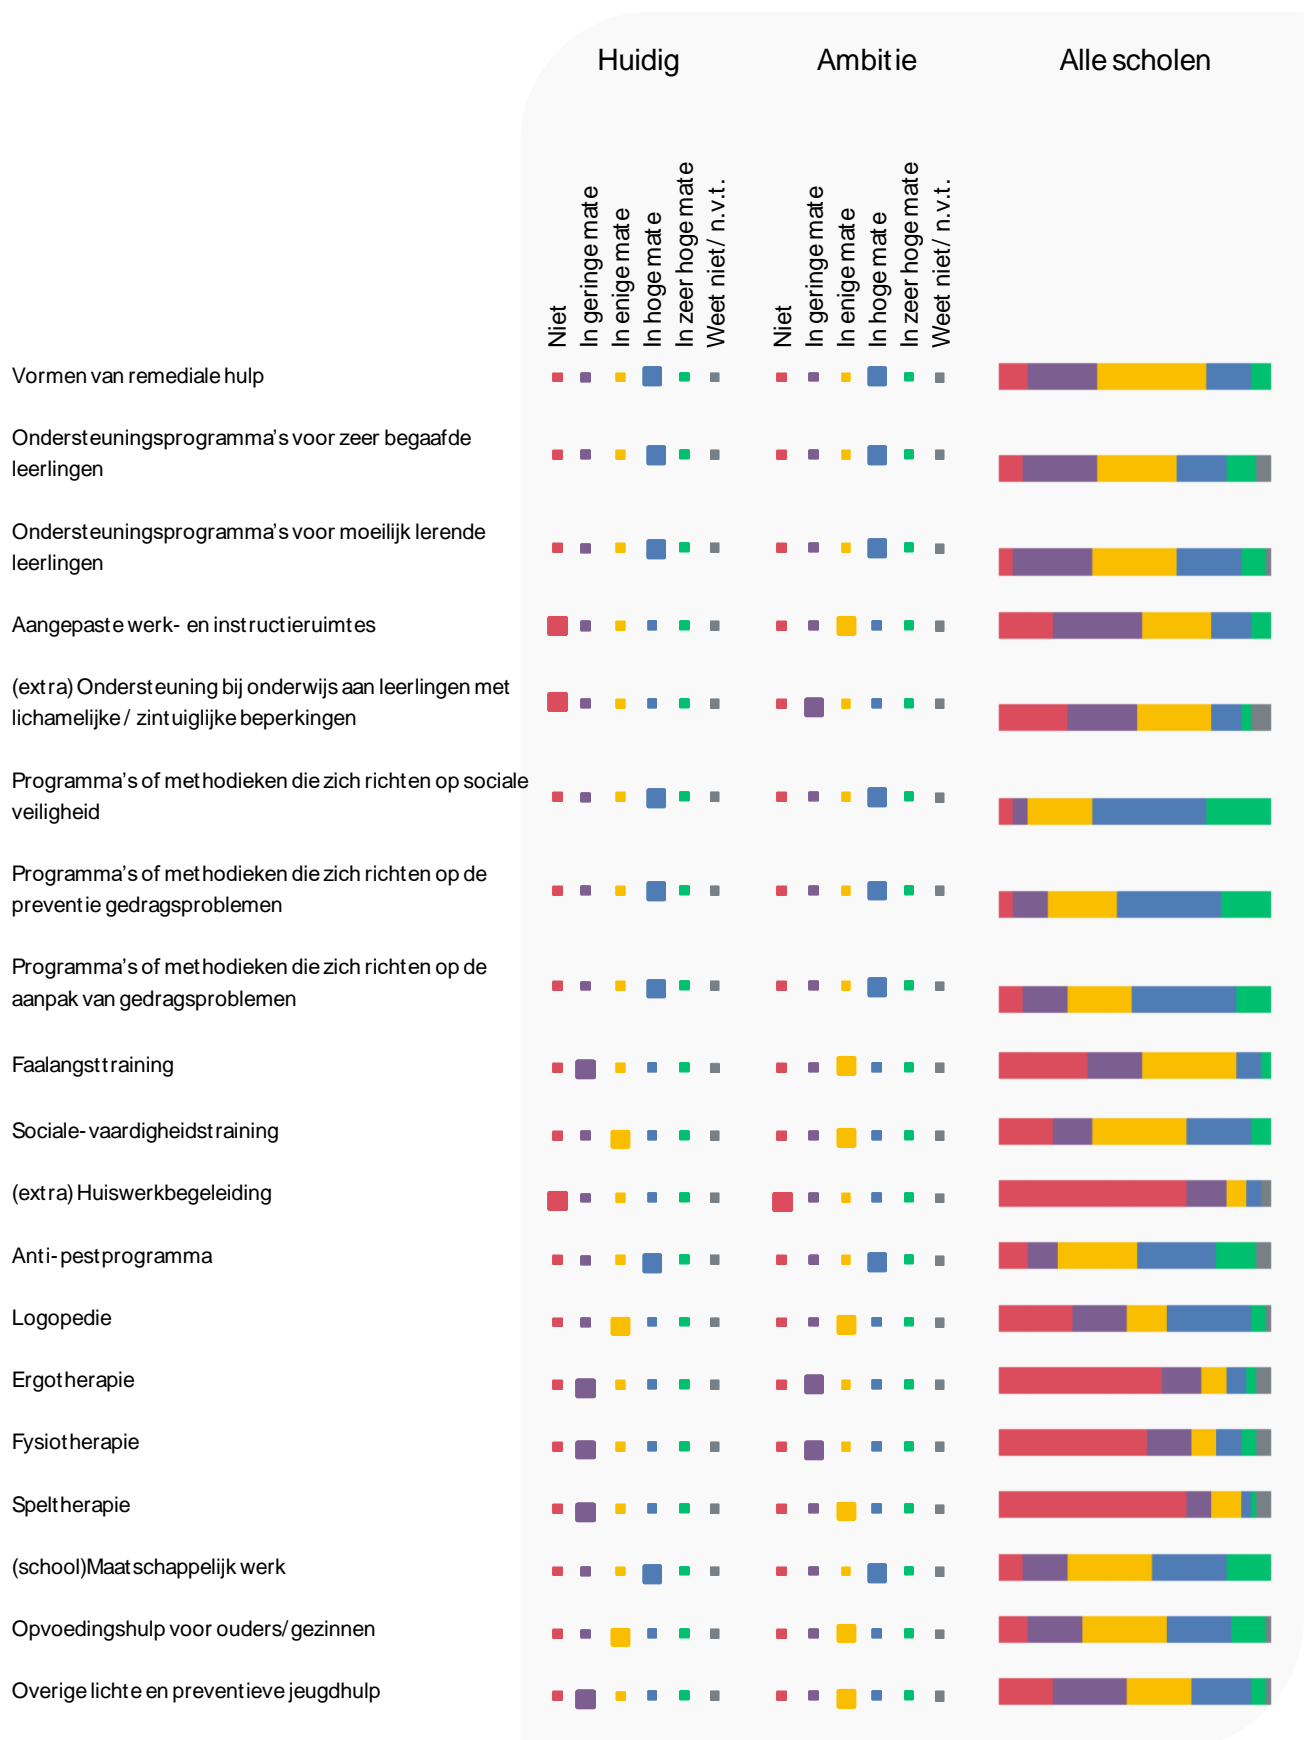 Huidig
Ambitie
Alle scholen
Niet
In geringe mate
In enige mate
In hoge mate
In zeer hoge mate
Weet niet/ n.v.t.
Niet
In geringe mate
In enige mate
In hoge mate
In zeer hoge mate
Weet niet/ n.v.t.
Vormen van remediale hulp
Ondersteuningsprogramma's voor zeer begaafde
leerlingen
Ondersteuningsprogramma's voor moeilijk lerende
leerlingen
Aangepaste werk- en instructieruimtes
(extra) Ondersteuning bij onderwijs aan leerlingen met
lichamelijke / zintuiglijke beperkingen
Programma's of methodieken die zich richten op sociale
veiligheid
Programma's of methodieken die zich richten op de
preventie gedragsproblemen
Programma's of methodieken die zich richten op de
aanpak van gedragsproblemen
Faalangsttraining
Sociale-vaardigheidstraining
(extra) Huiswerkbegeleiding
Anti-pestprogramma
Logopedie
Ergotherapie
Fysiotherapie
Speltherapie
(school)Maatschappelijk werk
Opvoedingshulp voor ouders/gezinnen
Overige lichte en preventieve jeugdhulp